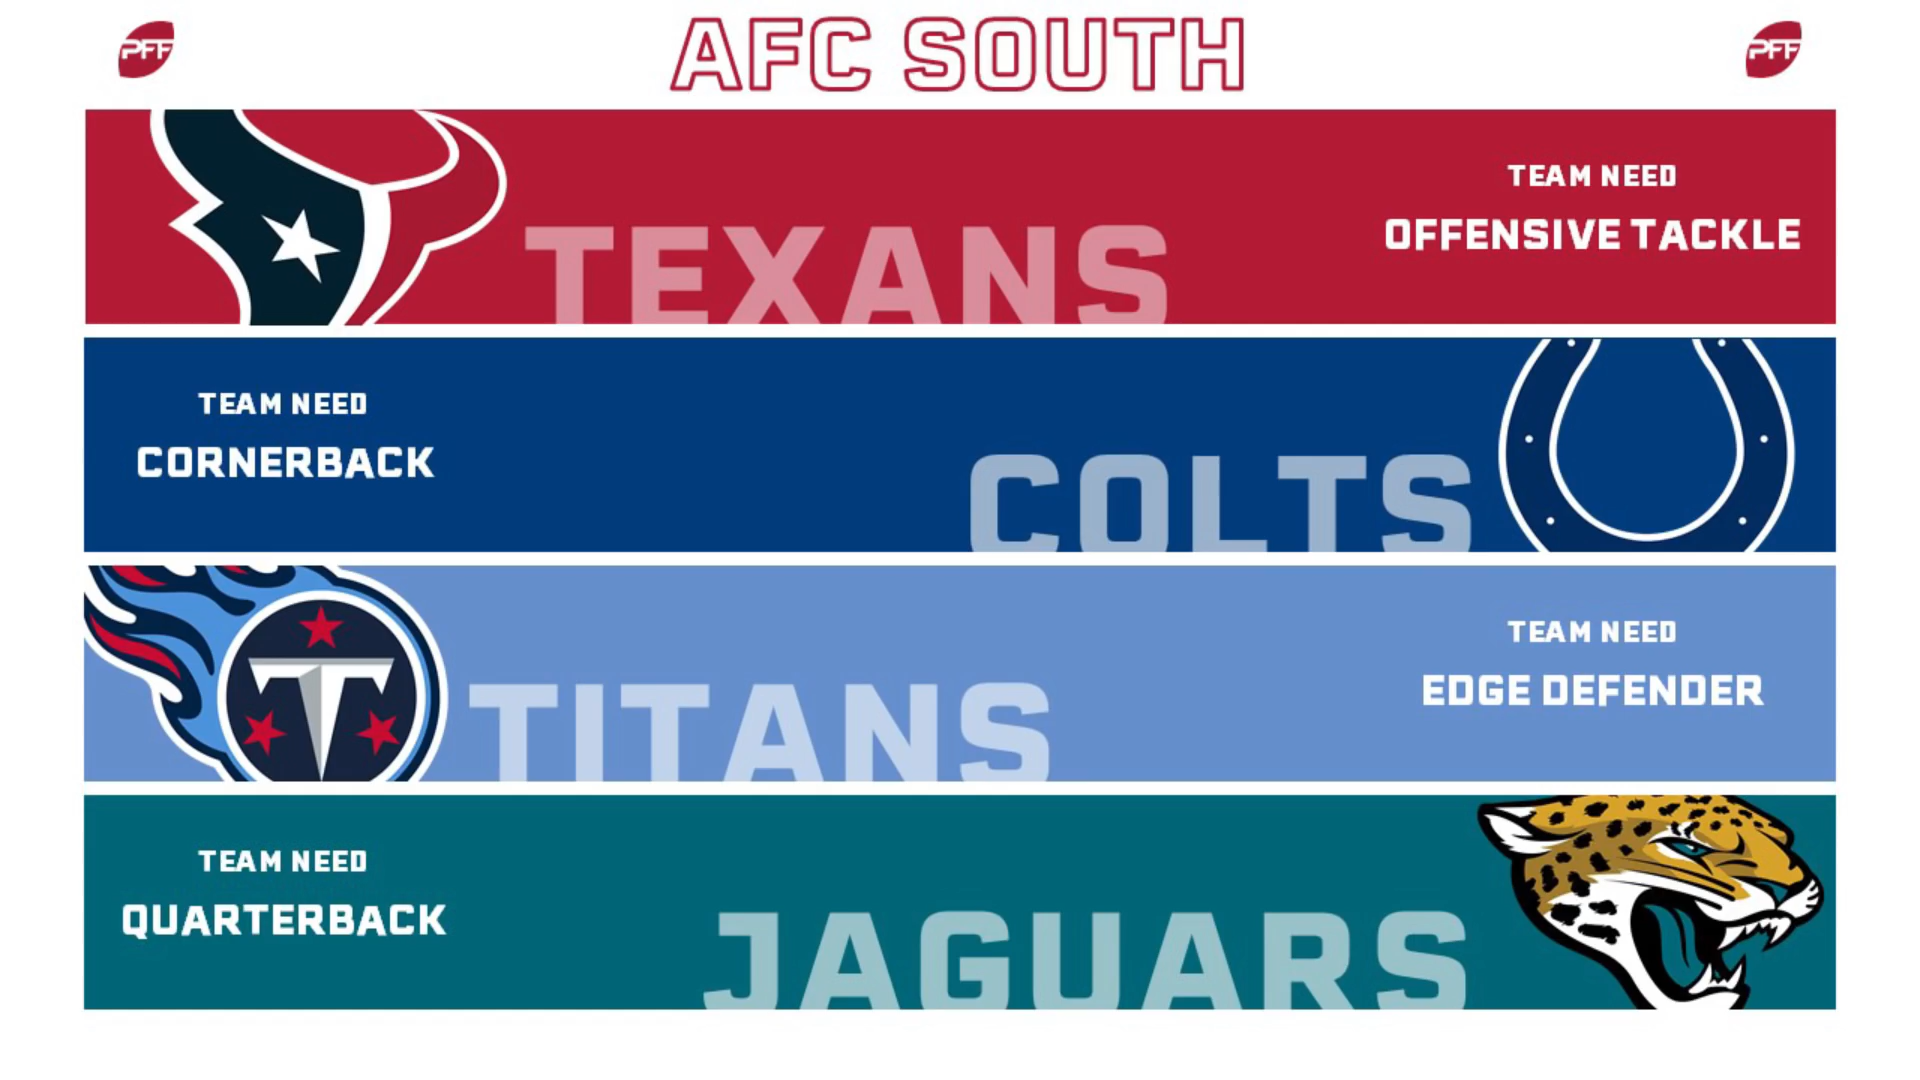 PFF
AFC SOUTH
PFF
TEAM NEED
OFFENSIVE TACKLE
TEXANS
TEAM NEED
CORNERBACK
COLTS
TEAM NEED
EDGE DEFENDER
T
TITANS
TEAM NEED
QUARTERBACK
JAGUARS